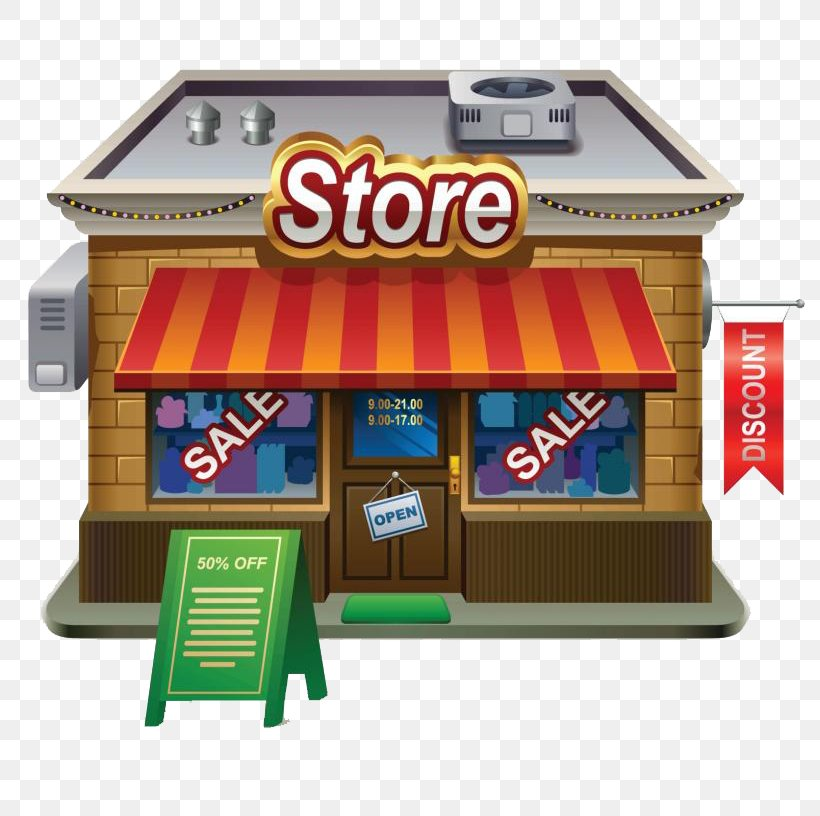 Store
9.00-21.00
9.00-17.00
SALE
SALE
DISCOUNT
OPEN
50% OFF